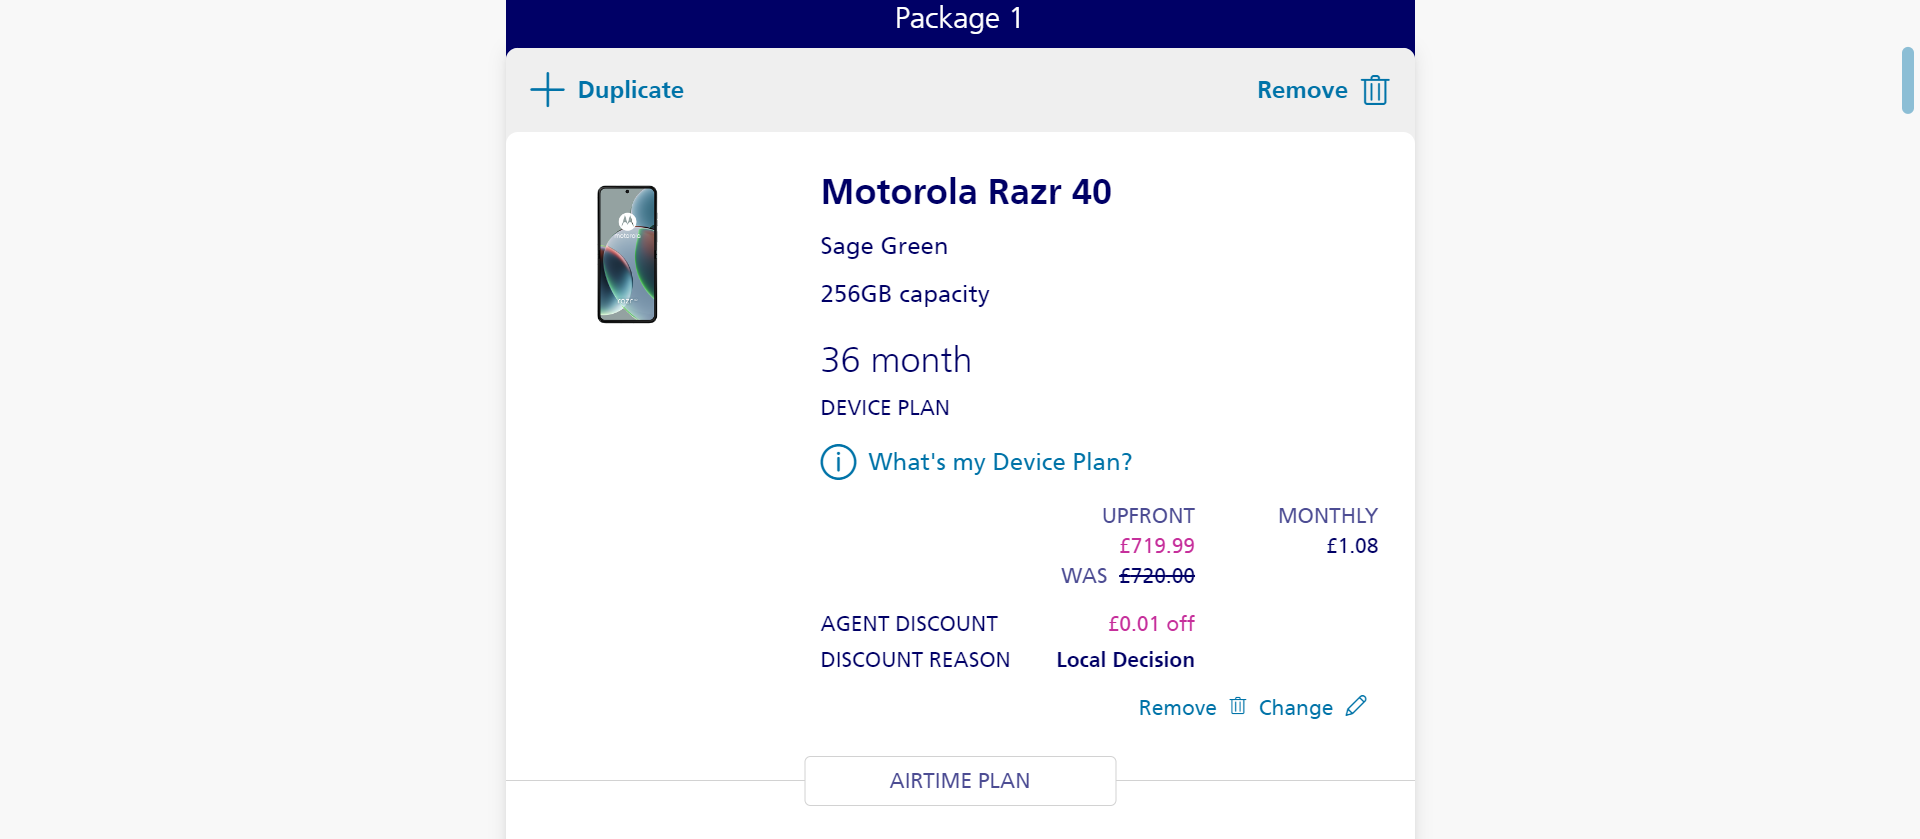 Package 1
Duplicate
Remove
Motorola Razr 40
Sage Green
256GB capacity
36 month
DEVICE PLAN
What's my Device Plan?
UPFRONT MONTHLY
£719.99 £1.08
WAS £720.00
AGENT DISCOUNT £0.01 off
DISCOUNT REASON Local Decision
Remove Change
AIRTIME PLAN
motorola
razr